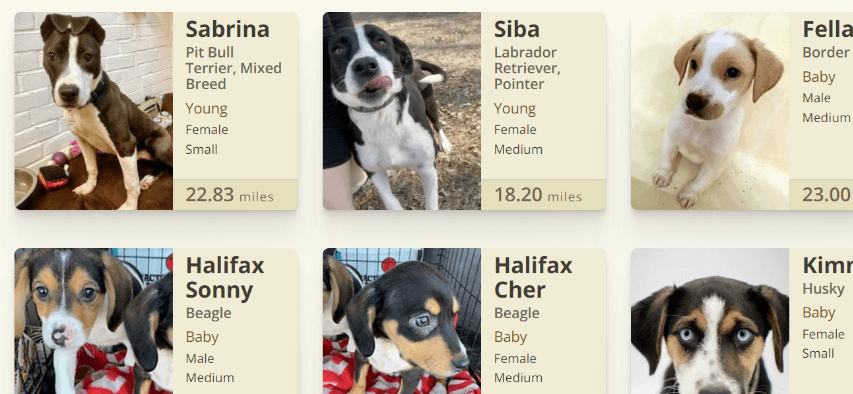 Sabrina
Pit Bull
Terrier, Mixed
Breed
Young
Female
Small
22.83 miles
Siba
Labrador
Retriever,
Pointer
Young
Female
Medium
18.20 miles
Fella
Border
Baby
Male
Medium
23.00
Halifax
Sonny
Beagle
Baby
Male
Medium
Halifax
Cher
Beagle
Baby
Female
Medium
Husky
Baby
Female
Small